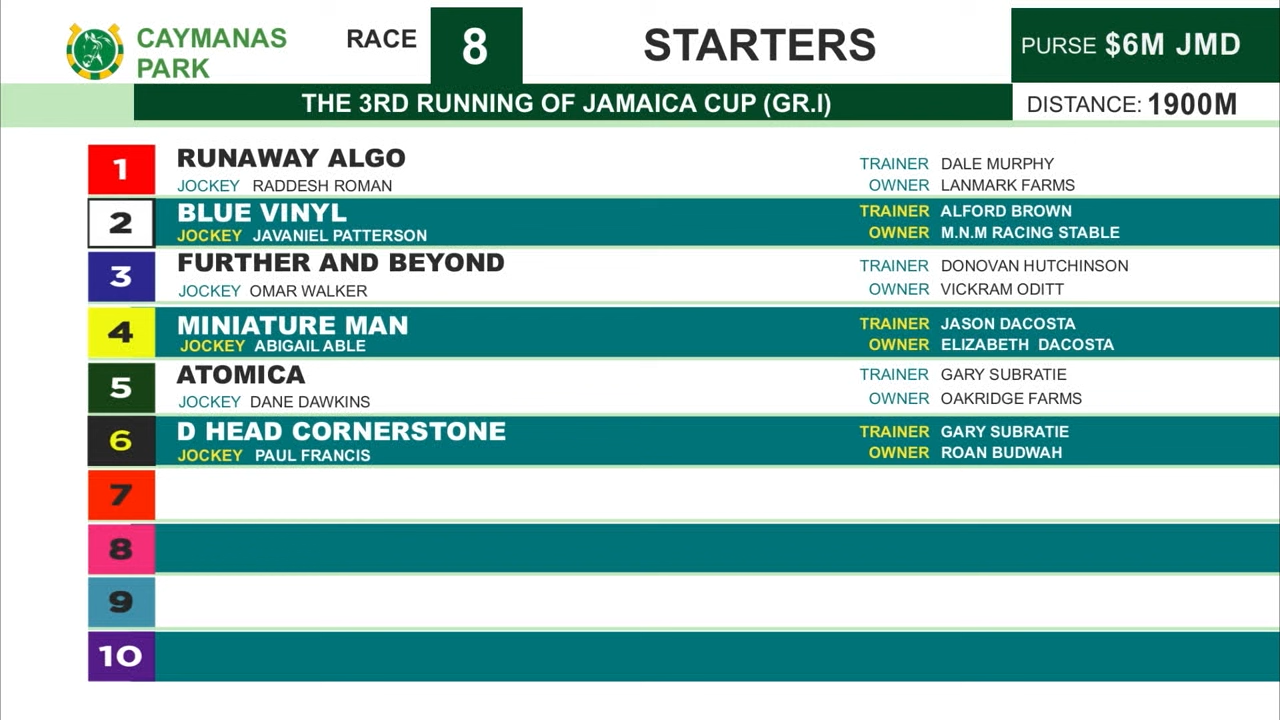 CAYMANAS PARK
RACE 8
STARTERS
PURSE $6M JMD
THE 3RD RUNNING OF JAMAICA CUP (GR.I)
DISTANCE: 1900M
1 RUNAWAY ALGO
JOCKEY RADDESH ROMAN
TRAINER DALE MURPHY
OWNER LANMARK FARMS
2 BLUE VINYL
JOCKEY JAVANIEL PATTERSON
TRAINER ALFORD BROWN
OWNER M.N.M RACING STABLE
3 FURTHER AND BEYOND
JOCKEY OMAR WALKER
TRAINER DONOVAN HUTCHINSON
OWNER VICKRAM ODITT
4 MINIATURE MAN
JOCKEY ABIGAIL ABLE
TRAINER JASON DACOSTA
OWNER ELIZABETH DACOSTA
5 ATOMICA
JOCKEY DANE DAWKINS
TRAINER GARY SUBRATIE
OWNER OAKRIDGE FARMS
6 D HEAD CORNERSTONE
JOCKEY PAUL FRANCIS
TRAINER GARY SUBRATIE
OWNER ROAN BUDWAH
7
8
9
10